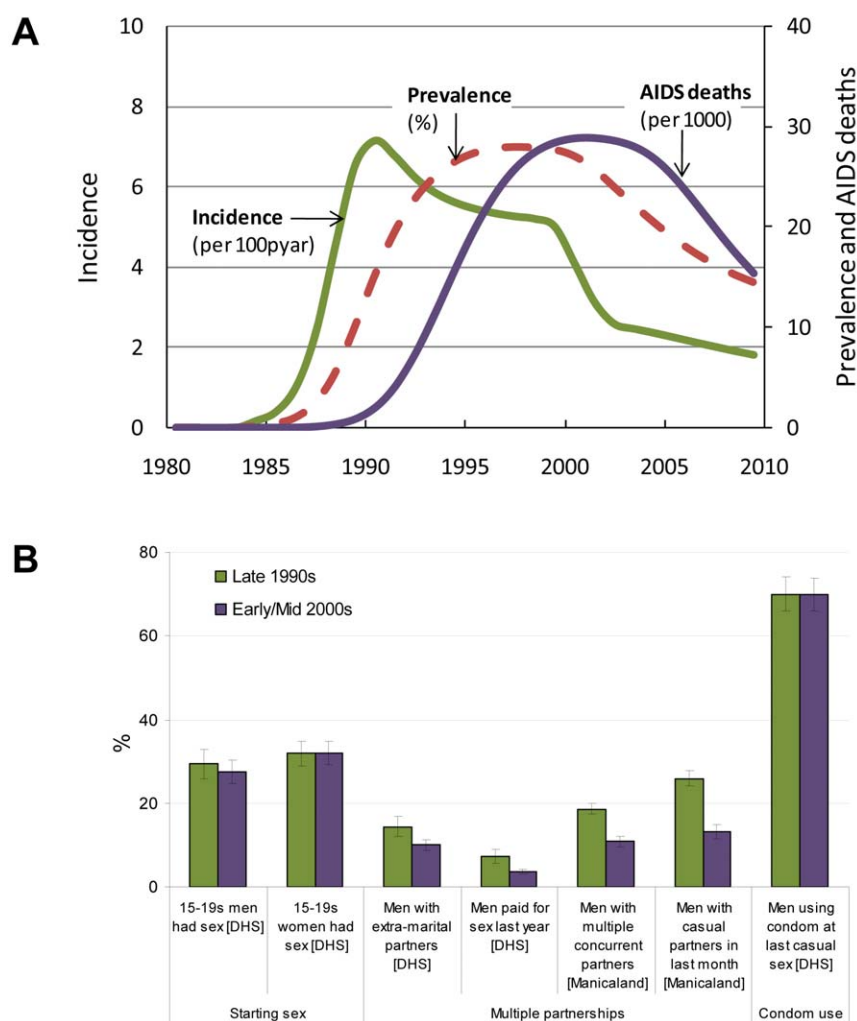 A
10
8
6
4
2
0
Incidence
Prevalence
(%)
AIDS deaths
(per 1000)
Incidence
(per 100pyar)
40
30
20
10
0
Prevalence and AIDS deaths
1980 1985 1990 1995 2000 2005 2010
B
80
60
40
20
0
%
Late 1990s
Early/Mid 2000s
15-19s men
had sex [DHS]
15-19s women
had sex [DHS]
Men with
extra-marital
partners
[DHS]
Men paid for
sex last year
[DHS]
Men with
multiple
concurrent
partners
[Manicaland]
Men with
casual
partners in
last month
[Manicaland]
Men using
condom at
last casual
sex [DHS]
Starting sex
Multiple partnerships
Condom use